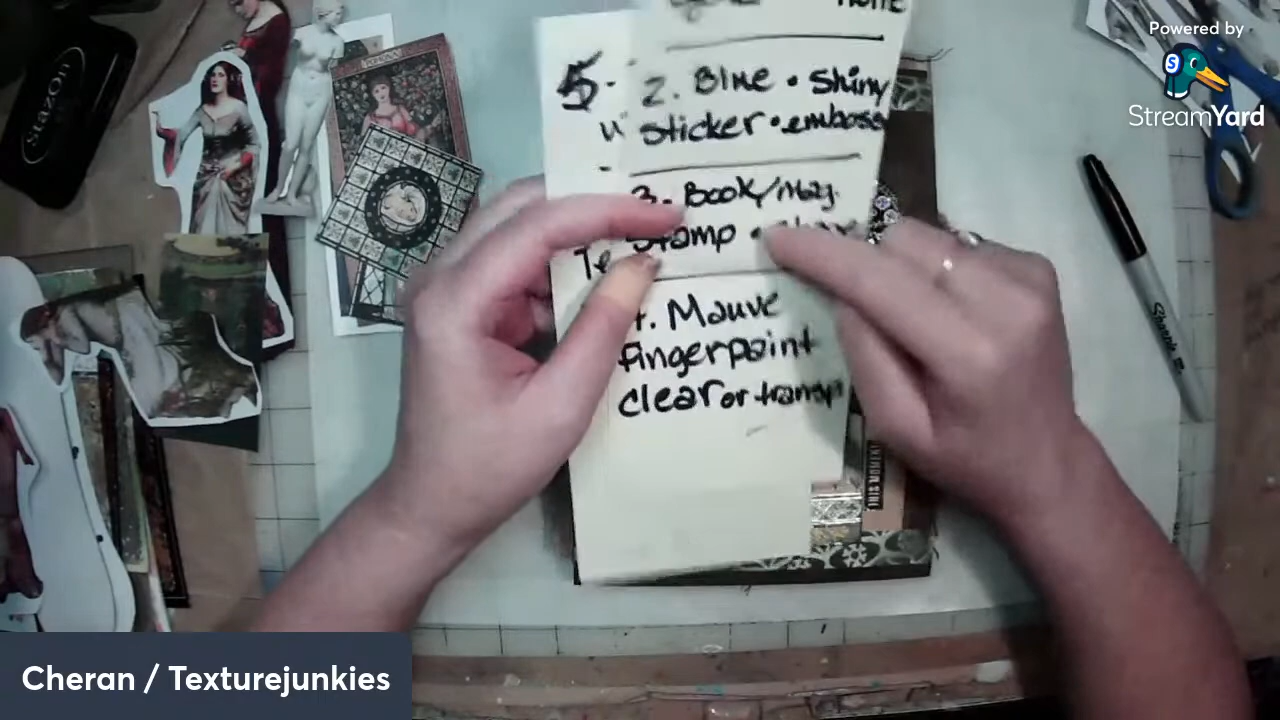 Powered by
StreamYard
StazOn
5.
2. Blue • Shiny
w
sticker • emboss
3. Book/Mag.
Stamp •
Te
4. Mauve
fingerpaint
clear or transp
Sharpie
Cheran / Texturejunkies